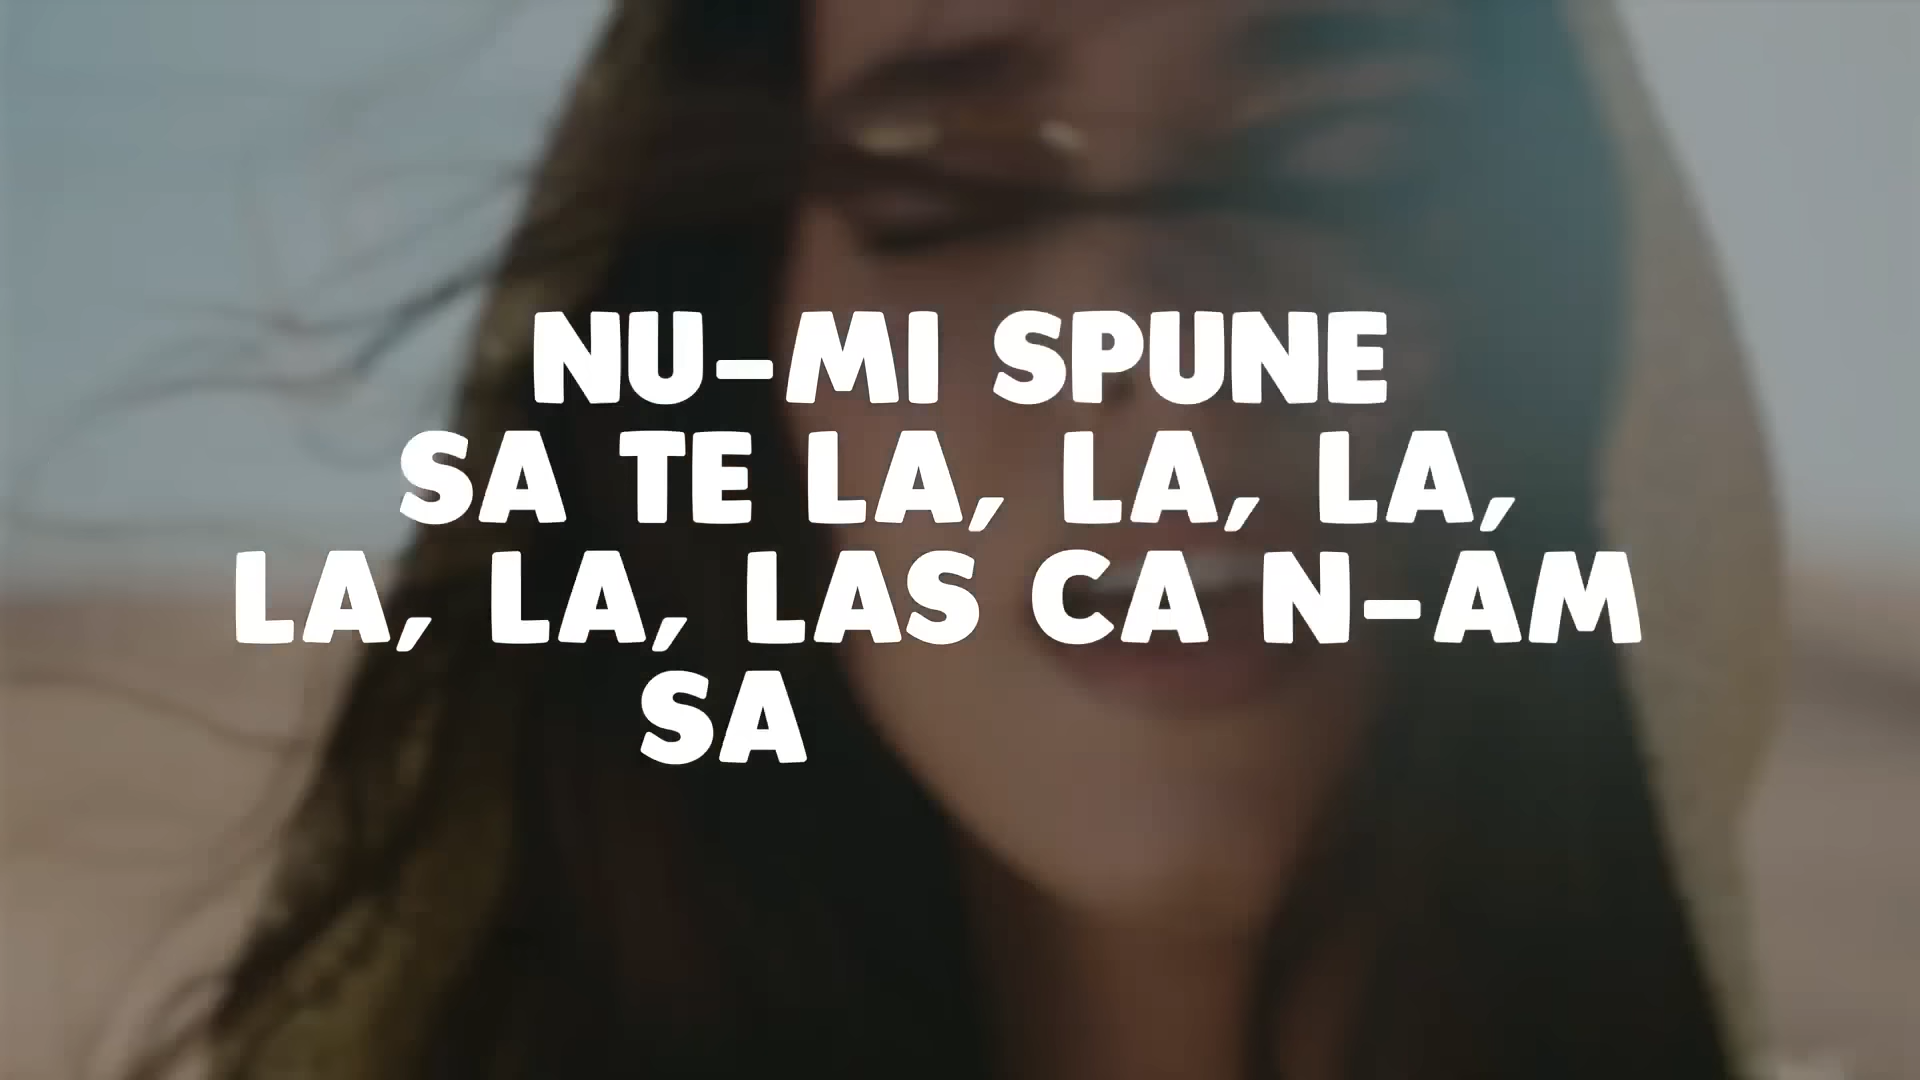 NU-MI SPUNE
SA TE LA, LA, LA,
LA, LA, LAS CA N-AM
SA